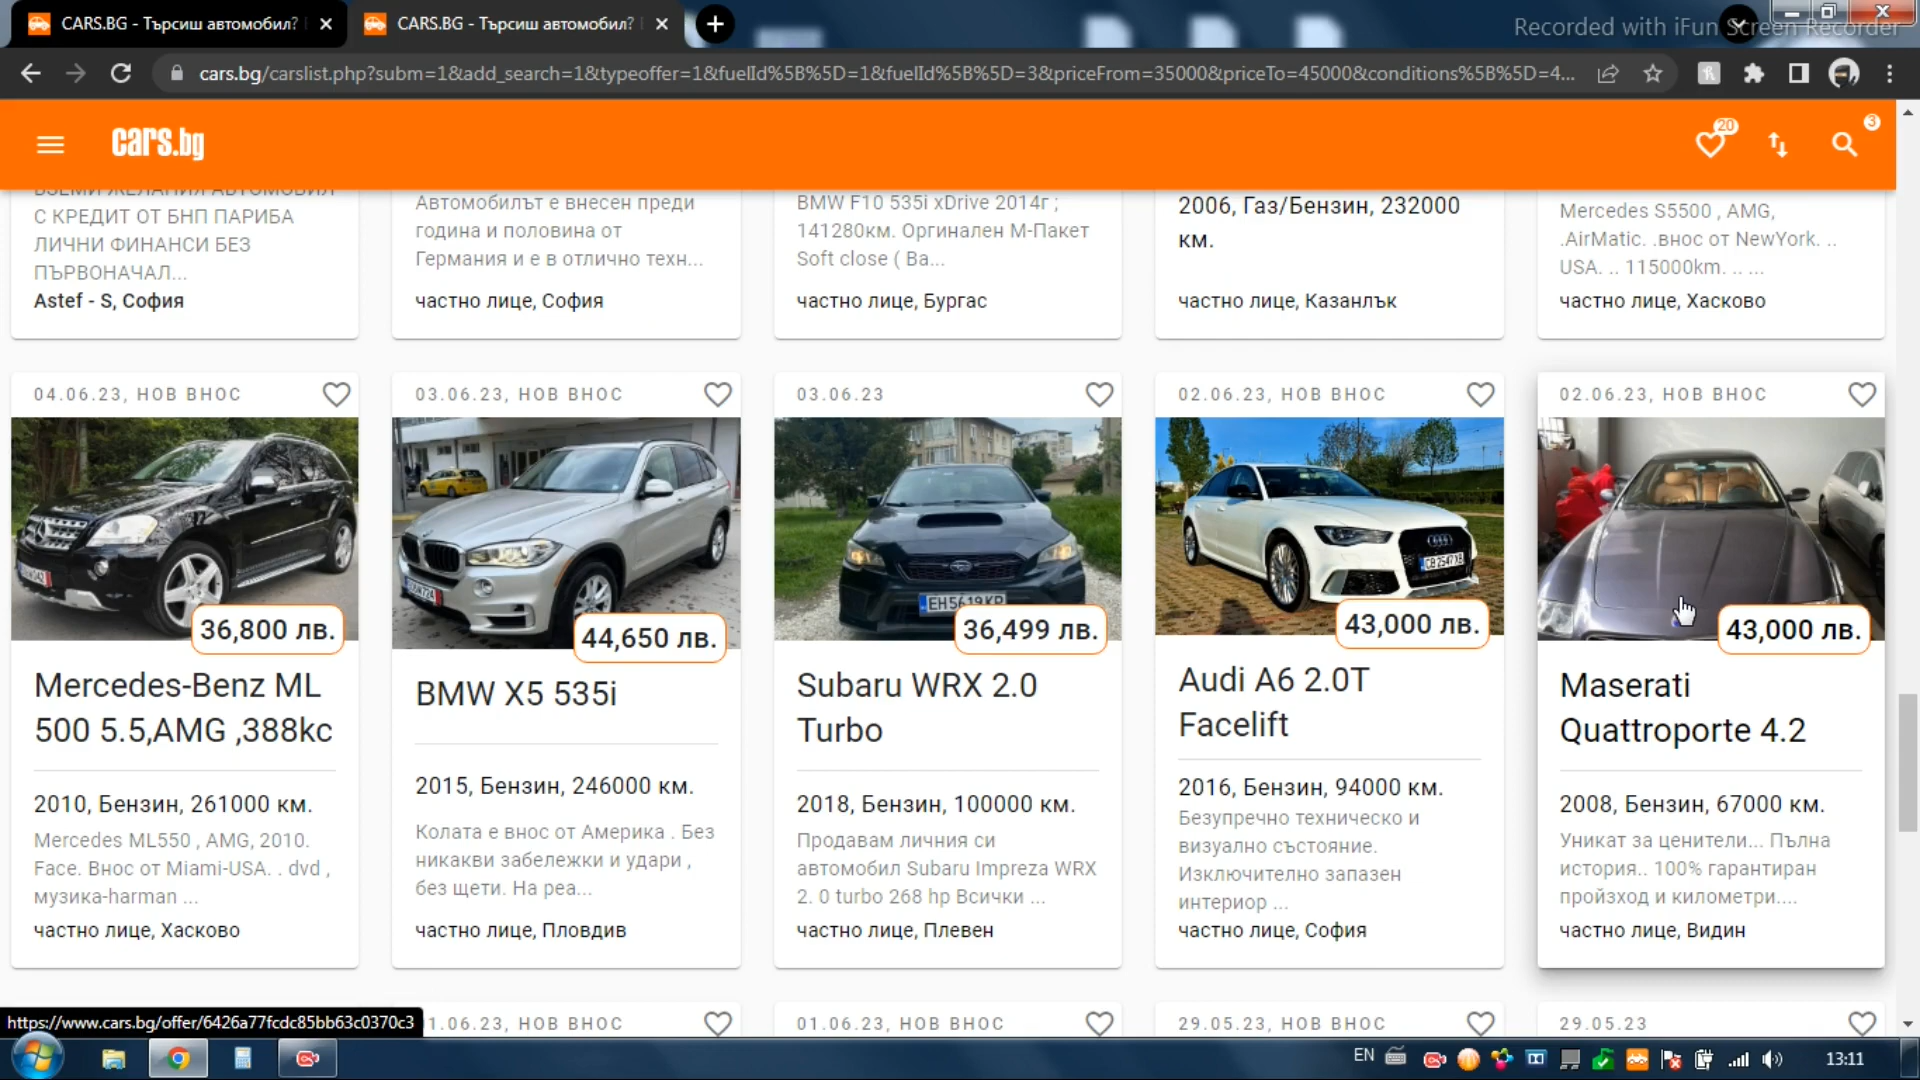 CARS.BG - Търсиш автомобил?
CARS.BG - Търсиш автомобил?
Recorded with iFun Screen Recorder
cars.bg/carslist.php?subm=1&add_search=1&typeoffer=1&fuelId%5B%5D=1&fuelId%5B%5D=3&priceFrom=35000&priceTo=45000&conditions%5B%5D=4...
cars.bg
20
3
ВЗЕМИ ЖЕЛАНИЯ АВТОМОБИЛ
С КРЕДИТ ОТ БНП ПАРИБА
ЛИЧНИ ФИНАНСИ БЕЗ
ПЪРВОНАЧАЛ...
Astef - S, София
Автомобилът е внесен преди
година и половина от
Германия и е в отлично техн...
частно лице, София
BMW F10 535i xDrive 2014г ;
141280км. Оргинален М-Пакет
Soft close ( Ва...
частно лице, Бургас
2006, Газ/Бензин, 232000
км.
частно лице, Казанлък
Mercedes S5500 , AMG,
.AirMatic. .внос от NewYork. ..
USA. .. 115000km. .. ...
частно лице, Хасково
04.06.23, НОВ ВНОС
36,800 лв.
Mercedes-Benz ML
500 5.5,AMG ,388kc
2010, Бензин, 261000 км.
Mercedes ML550 , AMG, 2010.
Face. Внос от Miami-USA. . dvd ,
музика-harman ...
частно лице, Хасково
03.06.23, НОВ ВНОС
44,650 лв.
BMW X5 535i
2015, Бензин, 246000 км.
Колата е внос от Америка . Без
никакви забележки и удари ,
без щети. На реа...
частно лице, Пловдив
03.06.23
EH5619KP
36,499 лв.
Subaru WRX 2.0
Turbo
2018, Бензин, 100000 км.
Продавам личния си
автомобил Subaru Impreza WRX
2. 0 turbo 268 hp Всички ...
частно лице, Плевен
02.06.23, НОВ ВНОС
CB2547XB
43,000 лв.
Audi A6 2.0T
Facelift
2016, Бензин, 94000 км.
Безупречно техническо и
визуално състояние.
Изключително запазен
интериор ...
частно лице, София
02.06.23, НОВ ВНОС
43,000 лв.
Maserati
Quattroporte 4.2
2008, Бензин, 67000 км.
Уникат за ценители... Пълна
история.. 100% гарантиран
пройзход и километри....
частно лице, Видин
https://www.cars.bg/offer/6426a77fcdc85bb63c0370c3
1.06.23, НОВ ВНОС
01.06.23, НОВ ВНОС
29.05.23, НОВ ВНОС
29.05.23
EN
13:11